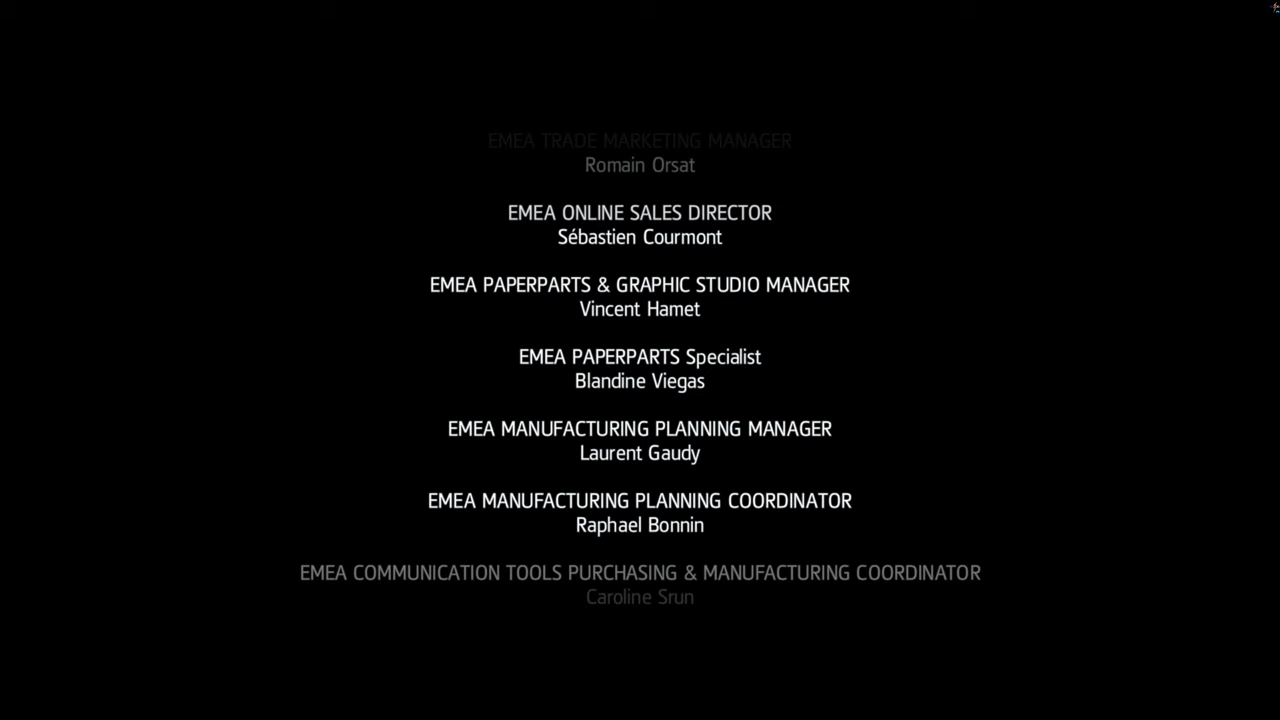 EMEA TRADE MARKETING MANAGER
Romain Orsat
EMEA ONLINE SALES DIRECTOR
Sébastien Courmont
EMEA PAPERPARTS & GRAPHIC STUDIO MANAGER
Vincent Hamet
EMEA PAPERPARTS Specialist
Blandine Viegas
EMEA MANUFACTURING PLANNING MANAGER
Laurent Gaudy
EMEA MANUFACTURING PLANNING COORDINATOR
Raphael Bonnin
EMEA COMMUNICATION TOOLS PURCHASING & MANUFACTURING COORDINATOR
Caroline Srun